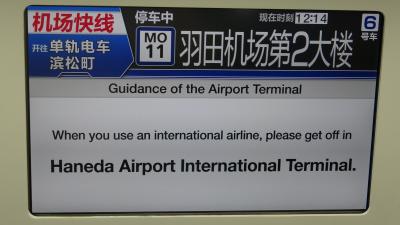 机场快线
开往 单轨电车
滨松町
停车中
MO
11
羽田机场第2大楼
现在时刻 12:14
6
号车
Guidance of the Airport Terminal
When you use an international airline, please get off in
Haneda Airport International Terminal.